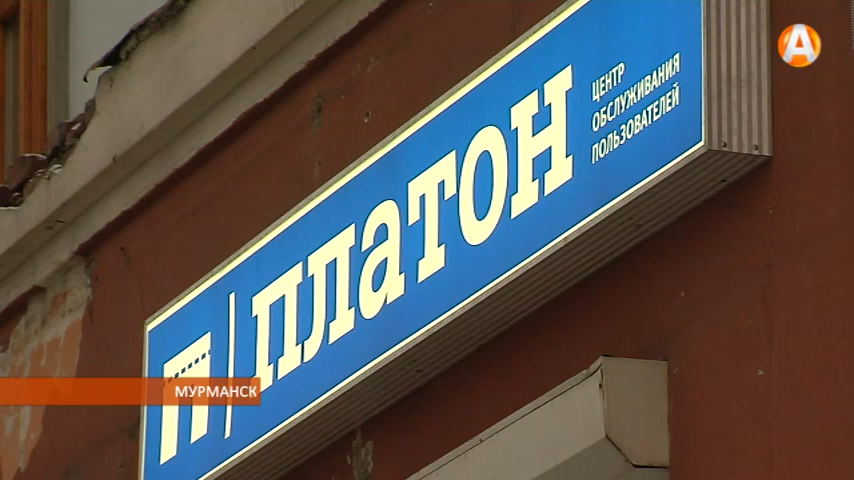 А
П
ПЛАТОН
ЦЕНТР
ОБСЛУЖИВАНИЯ
ПОЛЬЗОВАТЕЛЕЙ
МУРМАНСК